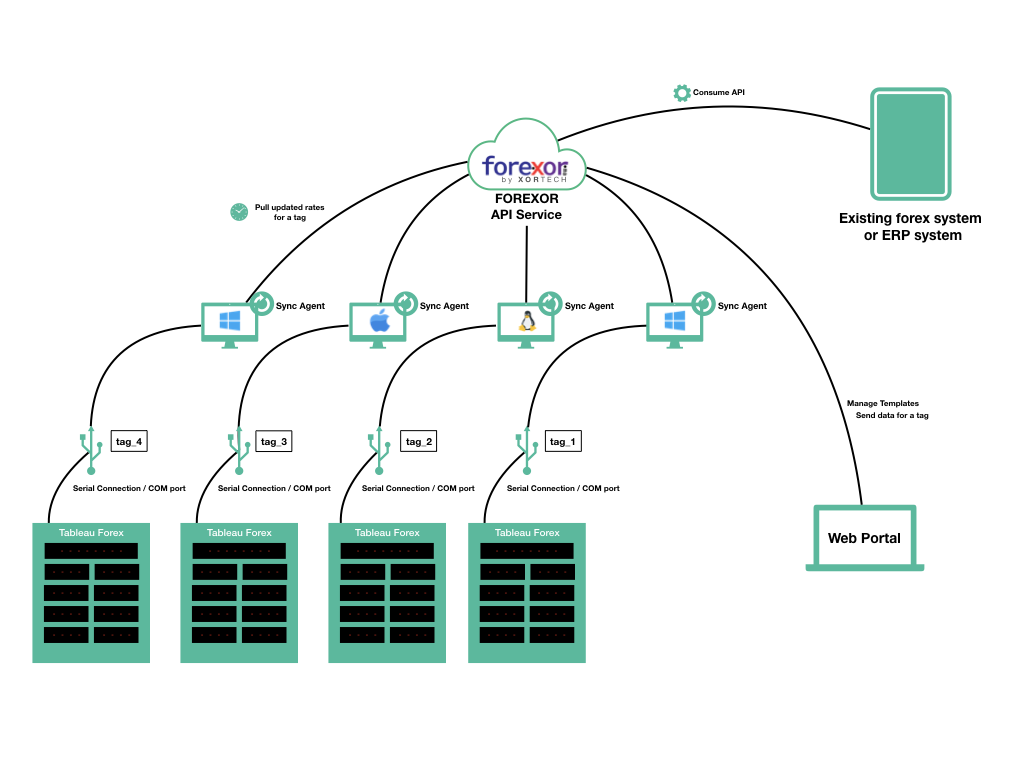 Consume API
forexor
by XORTECH
FOREXOR
API Service
Existing forex system
or ERP system
Pull updated rates
for a tag
Sync Agent
Sync Agent
Sync Agent
Sync Agent
Manage Templates
Send data for a tag
tag_4
tag_3
tag_2
tag_1
Serial Connection / COM port
Serial Connection / COM port
Serial Connection / COM port
Serial Connection / COM port
Tableau Forex
Tableau Forex
Tableau Forex
Tableau Forex
Web Portal